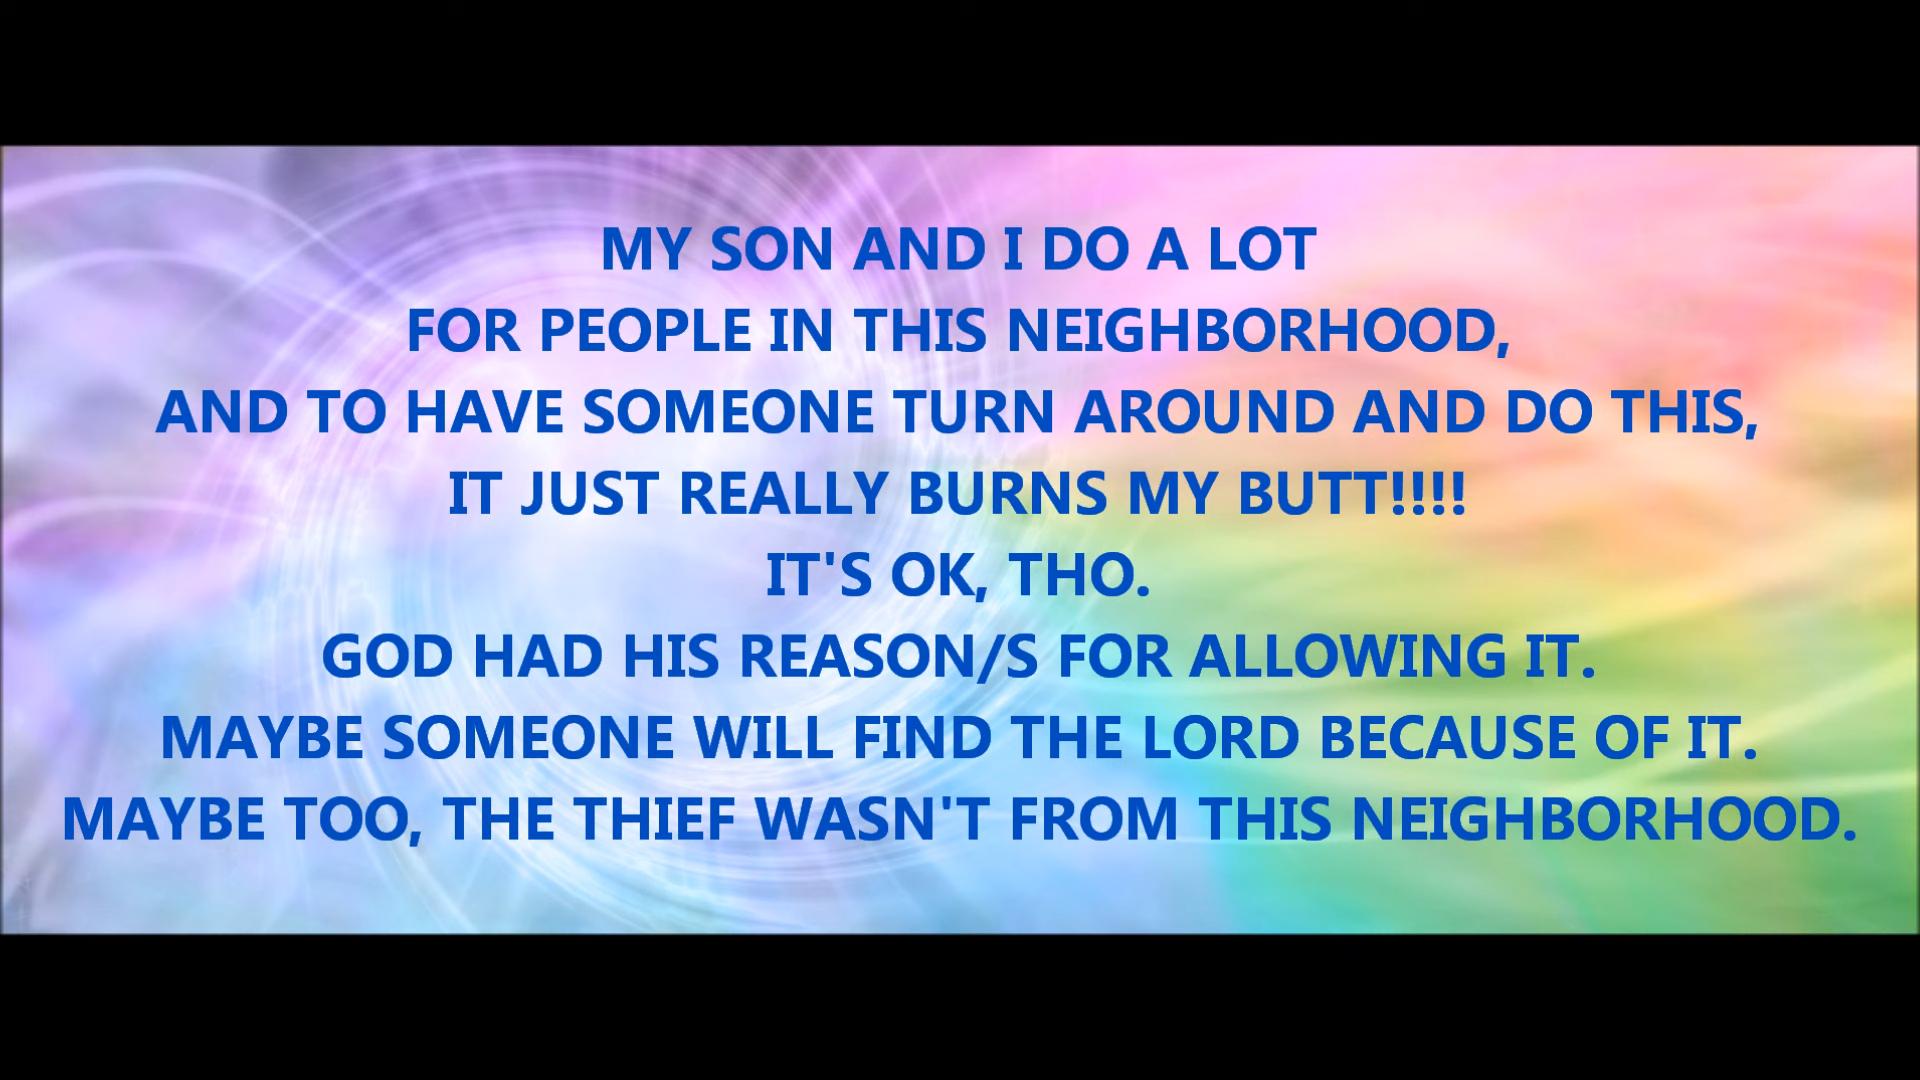 MY SON AND I DO A LOT
FOR PEOPLE IN THIS NEIGHBORHOOD,
AND TO HAVE SOMEONE TURN AROUND AND DO THIS,
IT JUST REALLY BURNS MY BUTT!!!!
IT'S OK, THO.
GOD HAD HIS REASON/S FOR ALLOWING IT.
MAYBE SOMEONE WILL FIND THE LORD BECAUSE OF IT.
MAYBE TOO, THE THIEF WASN'T FROM THIS NEIGHBORHOOD.